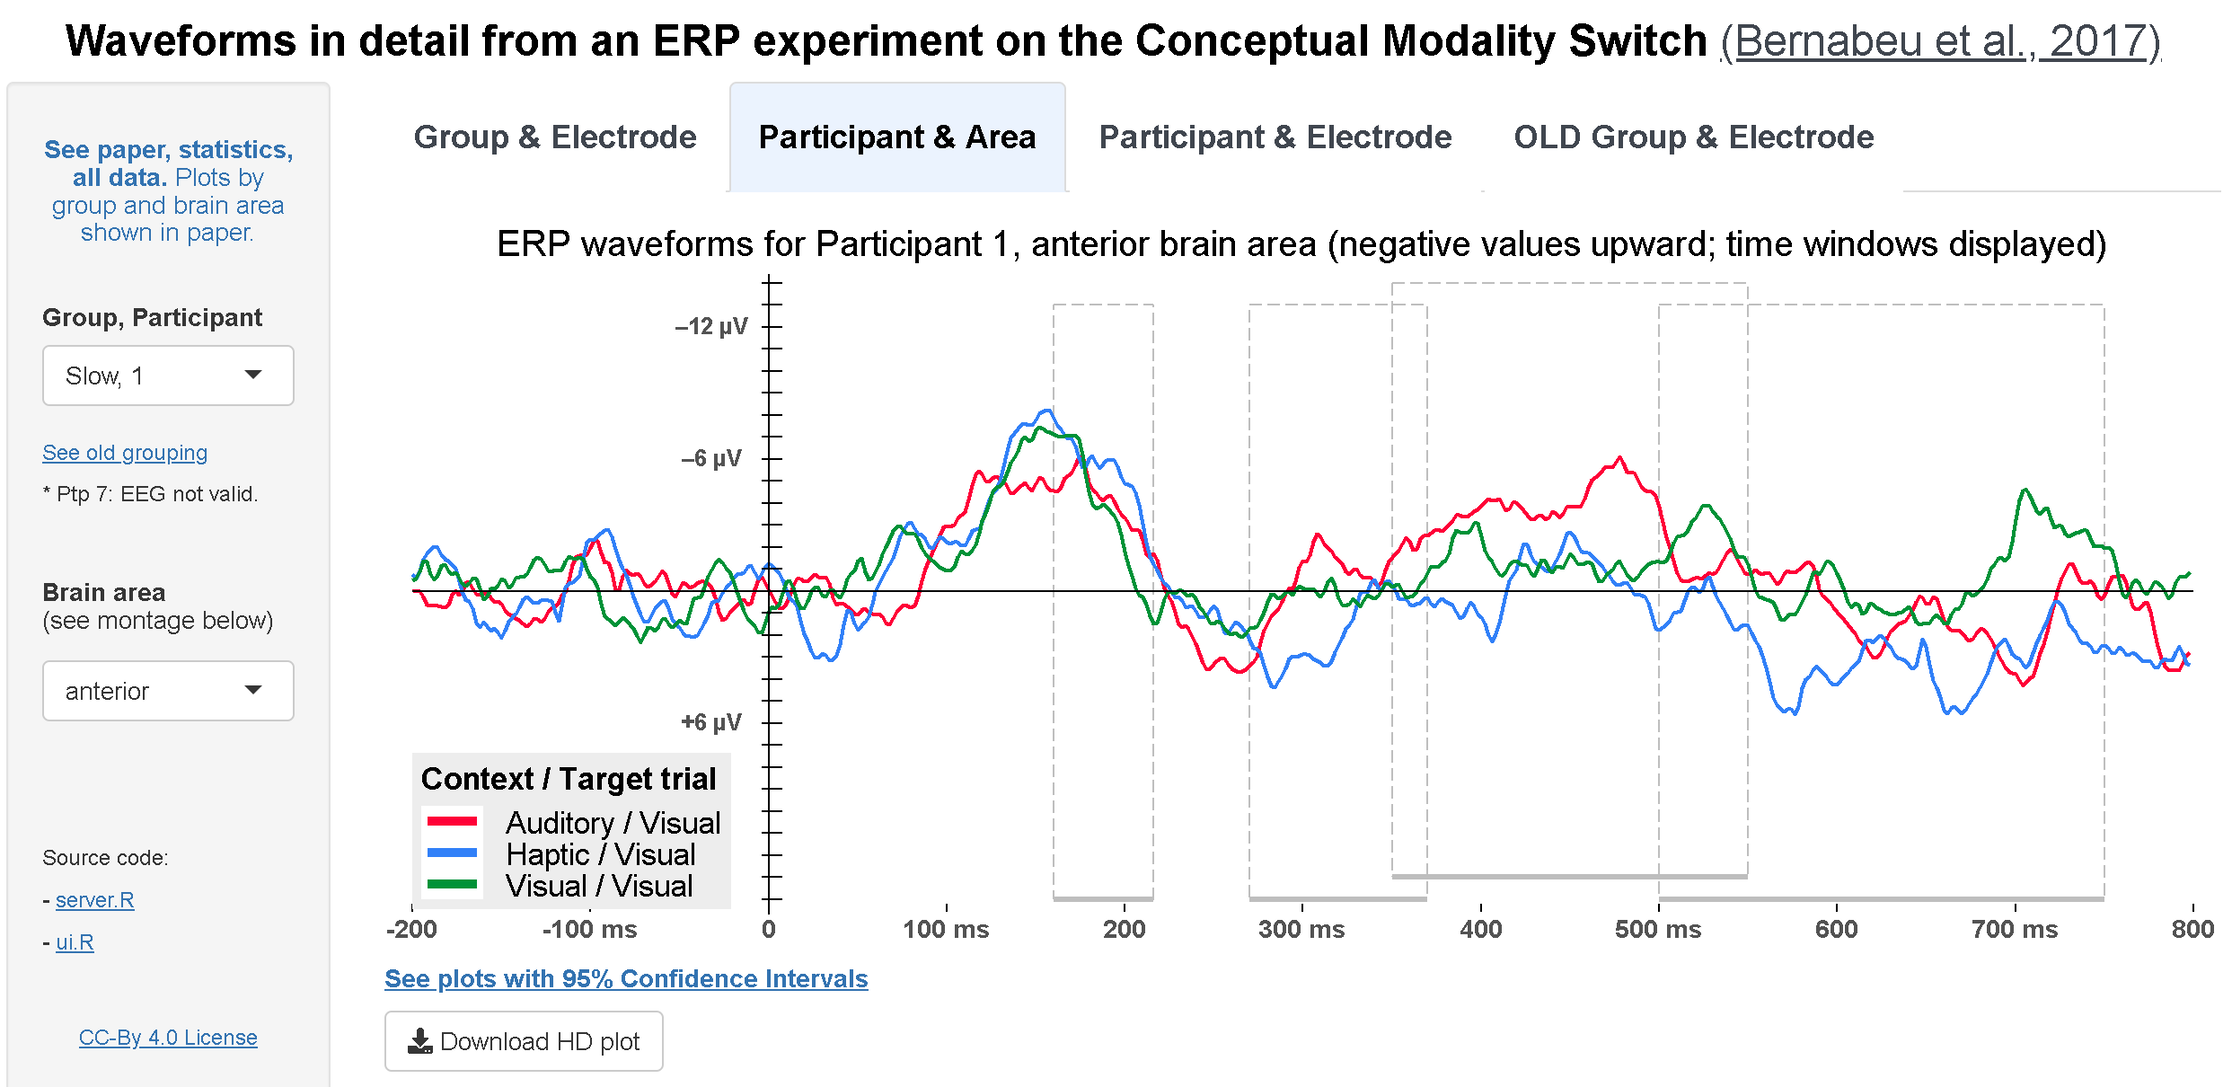 Waveforms in detail from an ERP experiment on the Conceptual Modality Switch (Bernabeu et al., 2017)
See paper, statistics,
all data. Plots by
group and brain area
shown in paper.
Group, Participant
Slow, 1
See old grouping
* Ptp 7: EEG not valid.
Brain area
(see montage below)
anterior
Source code:
- server.R
- ui.R
CC-By 4.0 License
Group & Electrode
Participant & Area
Participant & Electrode
OLD Group & Electrode
ERP waveforms for Participant 1, anterior brain area (negative values upward; time windows displayed)
–12 µV
–6 µV
+6 µV
Context / Target trial
Auditory / Visual
Haptic / Visual
Visual / Visual
-200 -100 ms 0 100 ms 200 300 ms 400 500 ms 600 700 ms 800
See plots with 95% Confidence Intervals
Download HD plot